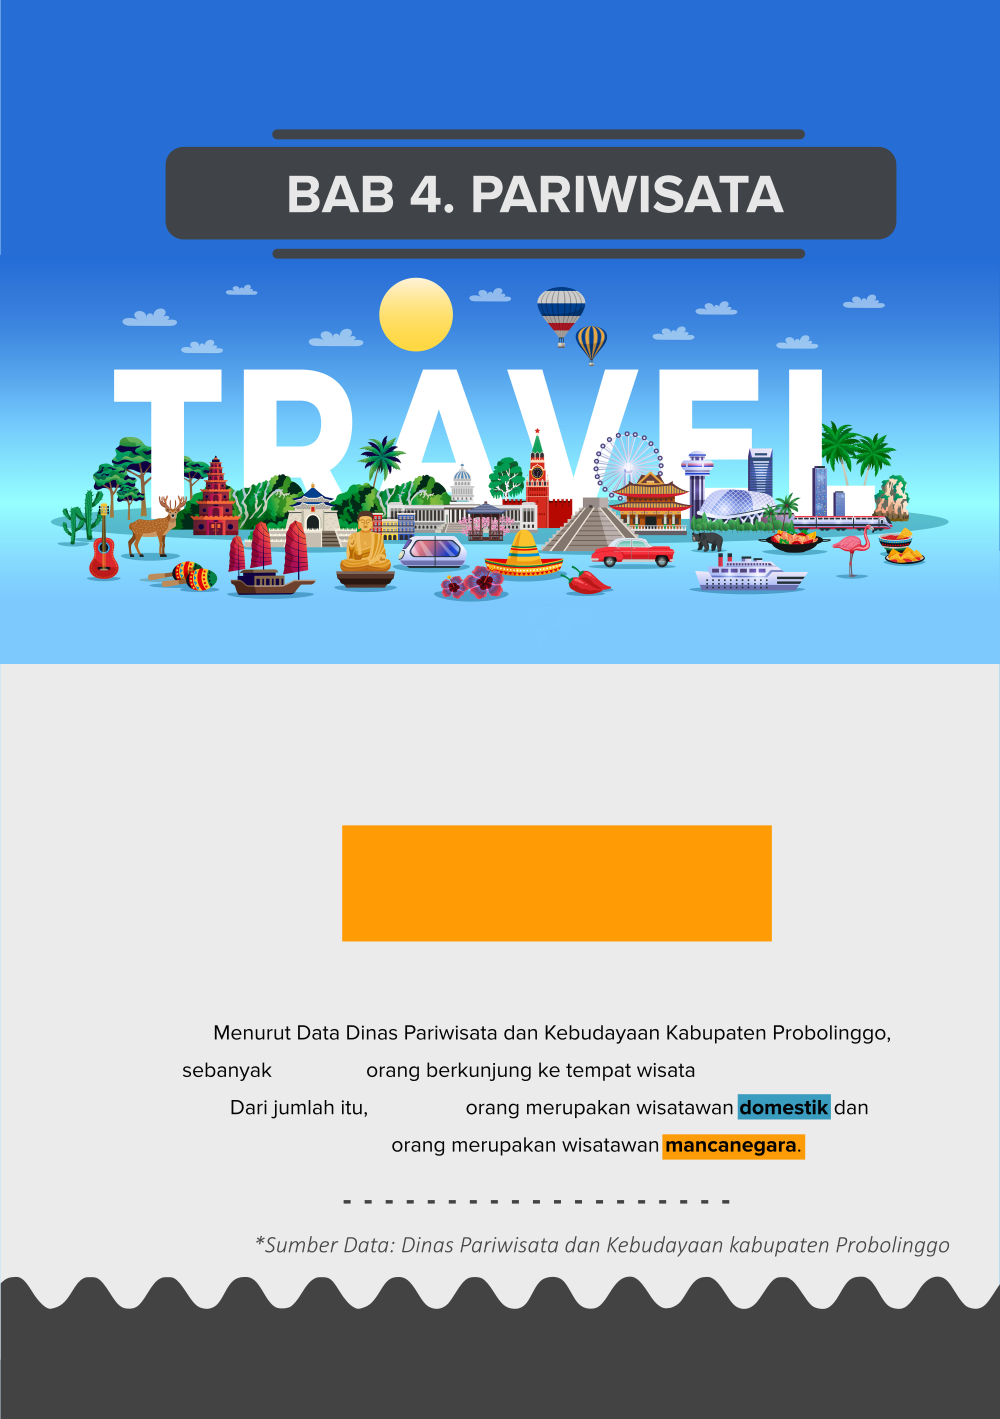 BAB 4. PARIWISATA
TRAVEL
Menurut Data Dinas Pariwisata dan Kebudayaan Kabupaten Probolinggo,
sebanyak orang berkunjung ke tempat wisata
Dari jumlah itu, orang merupakan wisatawan domestik dan
orang merupakan wisatawan mancanegara.
*Sumber Data: Dinas Pariwisata dan Kebudayaan kabupaten Probolinggo